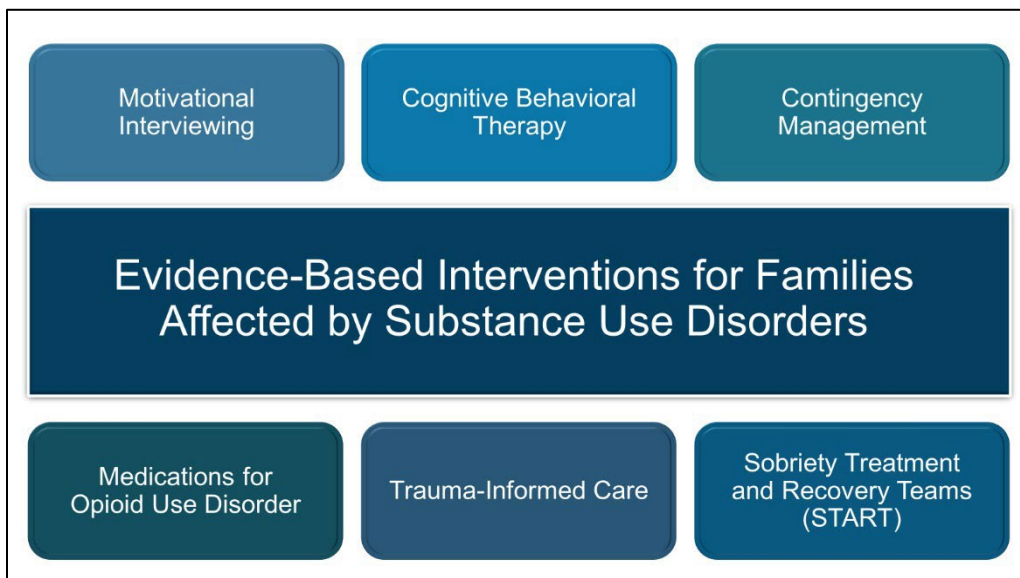 Motivational
Interviewing
Cognitive Behavioral
Therapy
Contingency
Management
Evidence-Based Interventions for Families
Affected by Substance Use Disorders
Medications for
Opioid Use Disorder
Trauma-Informed Care
Sobriety Treatment
and Recovery Teams
(START)